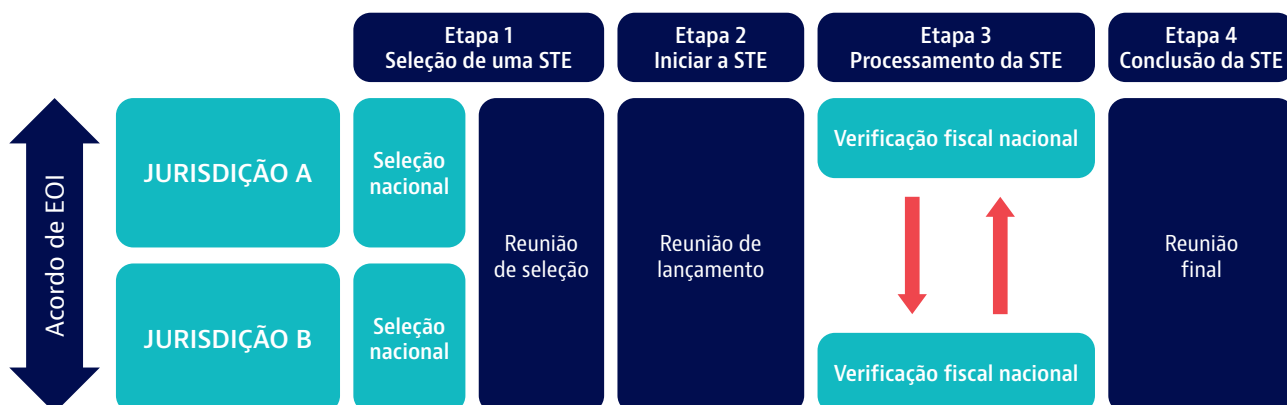 Etapa 1
Seleção de uma STE
Etapa 2
Iniciar a STE
Etapa 3
Processamento da STE
Etapa 4
Conclusão da STE
Acordo de EOI
JURISDIÇÃO A
Seleção
nacional
JURISDIÇÃO B
Seleção
nacional
Reunião
de seleção
Reunião de
lançamento
Verificação fiscal nacional
Verificação fiscal nacional
Reunião
final